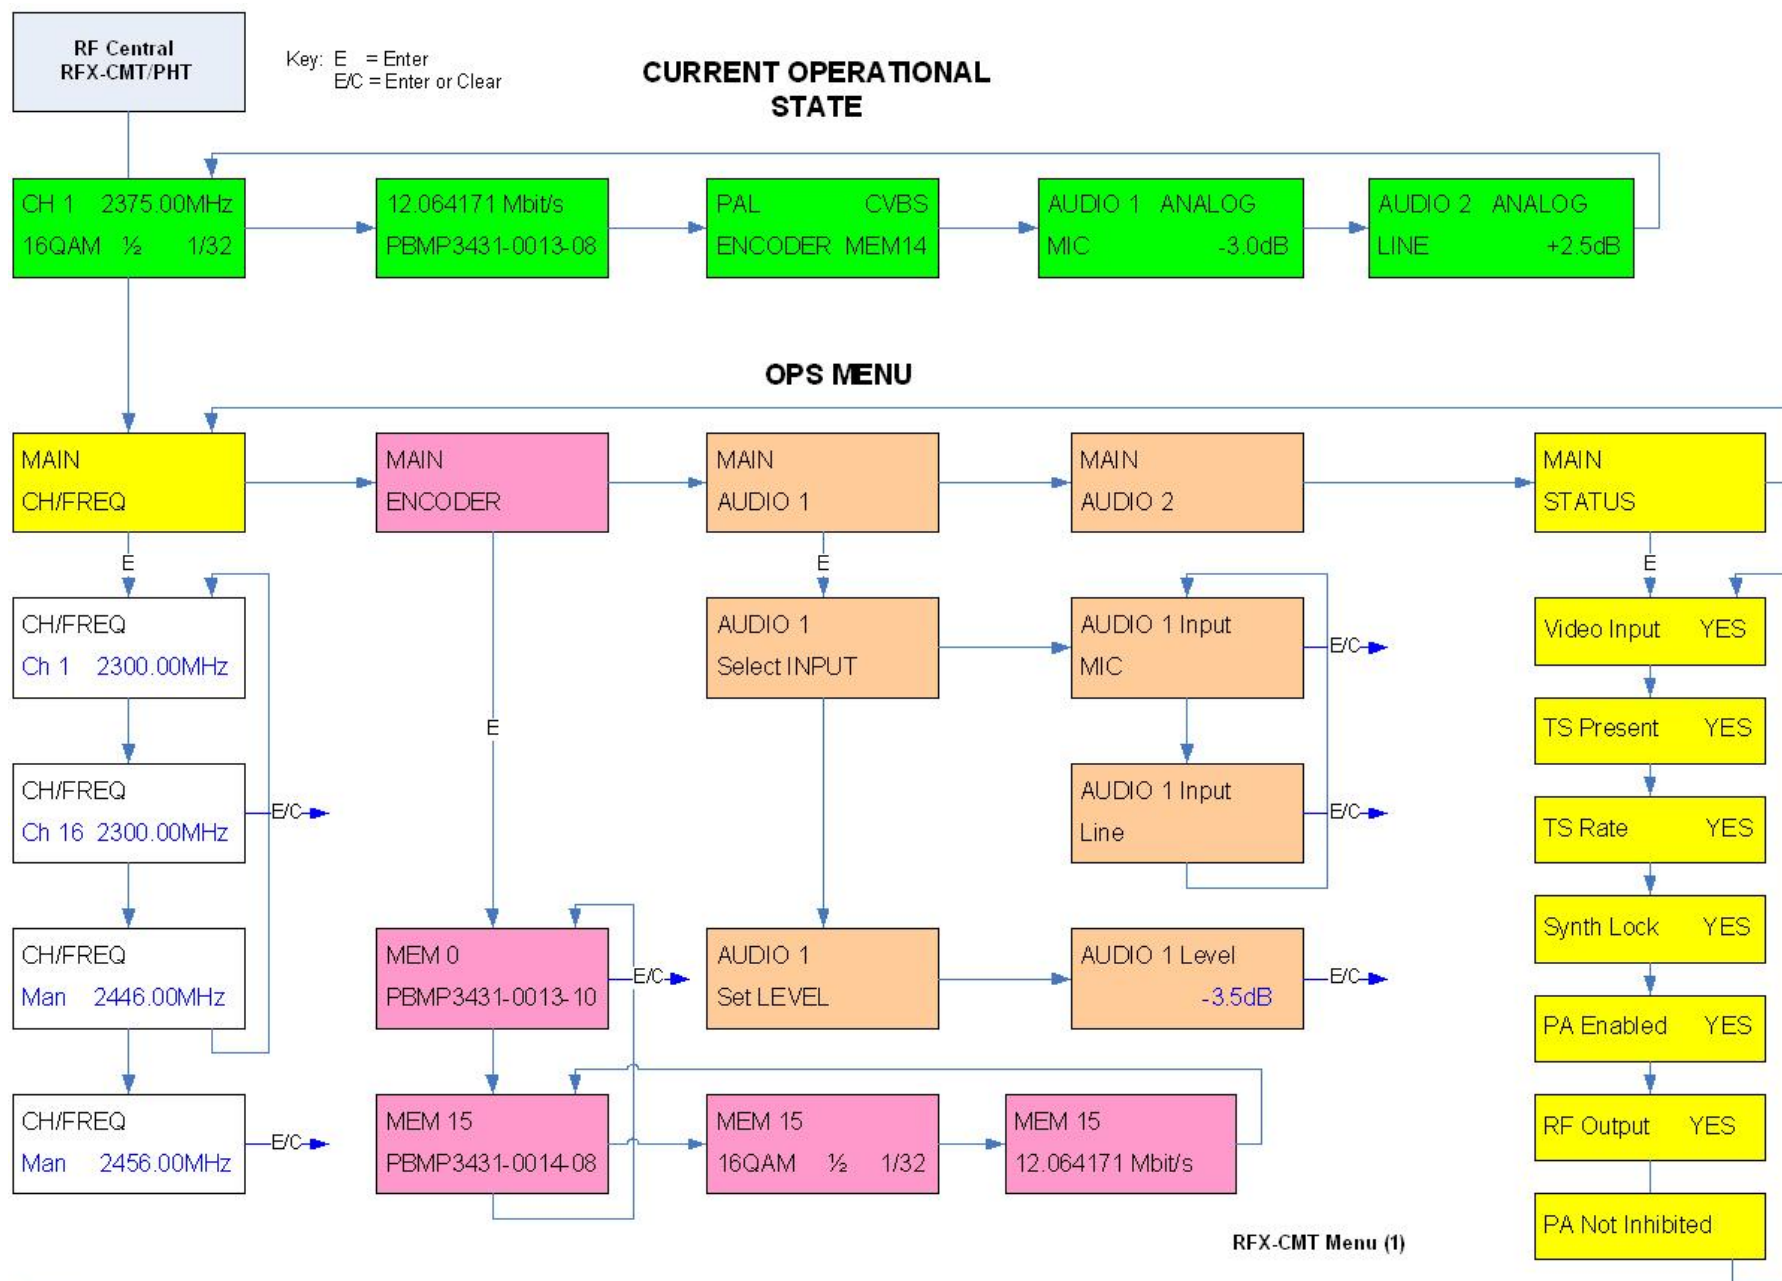 RF Central
RFX-CMT/PHT
Key: E = Enter
E/C = Enter or Clear
CURRENT OPERATIONAL
STATE
CH 1 2375.00MHz
16QAM ½ 1/32
12.064171 Mbit/s
PBMP3431-0013-08
PAL CVBS
ENCODER MEM14
AUDIO 1 ANALOG
MIC -3.0dB
AUDIO 2 ANALOG
LINE +2.5dB
OPS MENU
MAIN
CH/FREQ
MAIN
ENCODER
MAIN
AUDIO 1
MAIN
AUDIO 2
MAIN
STATUS
E
E
E
CH/FREQ
Ch 1 2300.00MHz
AUDIO 1
Select INPUT
AUDIO 1 Input
MIC
E/C
Video Input YES
E
TS Present YES
CH/FREQ
Ch 16 2300.00MHz
E/C
AUDIO 1 Input
Line
E/C
TS Rate YES
CH/FREQ
Man 2446.00MHz
MEM 0
PBMP3431-0013-10
E/C
AUDIO 1
Set LEVEL
AUDIO 1 Level
-3.5dB
E/C
Synth Lock YES
PA Enabled YES
CH/FREQ
Man 2456.00MHz
E/C
MEM 15
PBMP3431-0014-08
MEM 15
16QAM ½ 1/32
MEM 15
12.064171 Mbit/s
RF Output YES
PA Not Inhibited
RFX-CMT Menu (1)